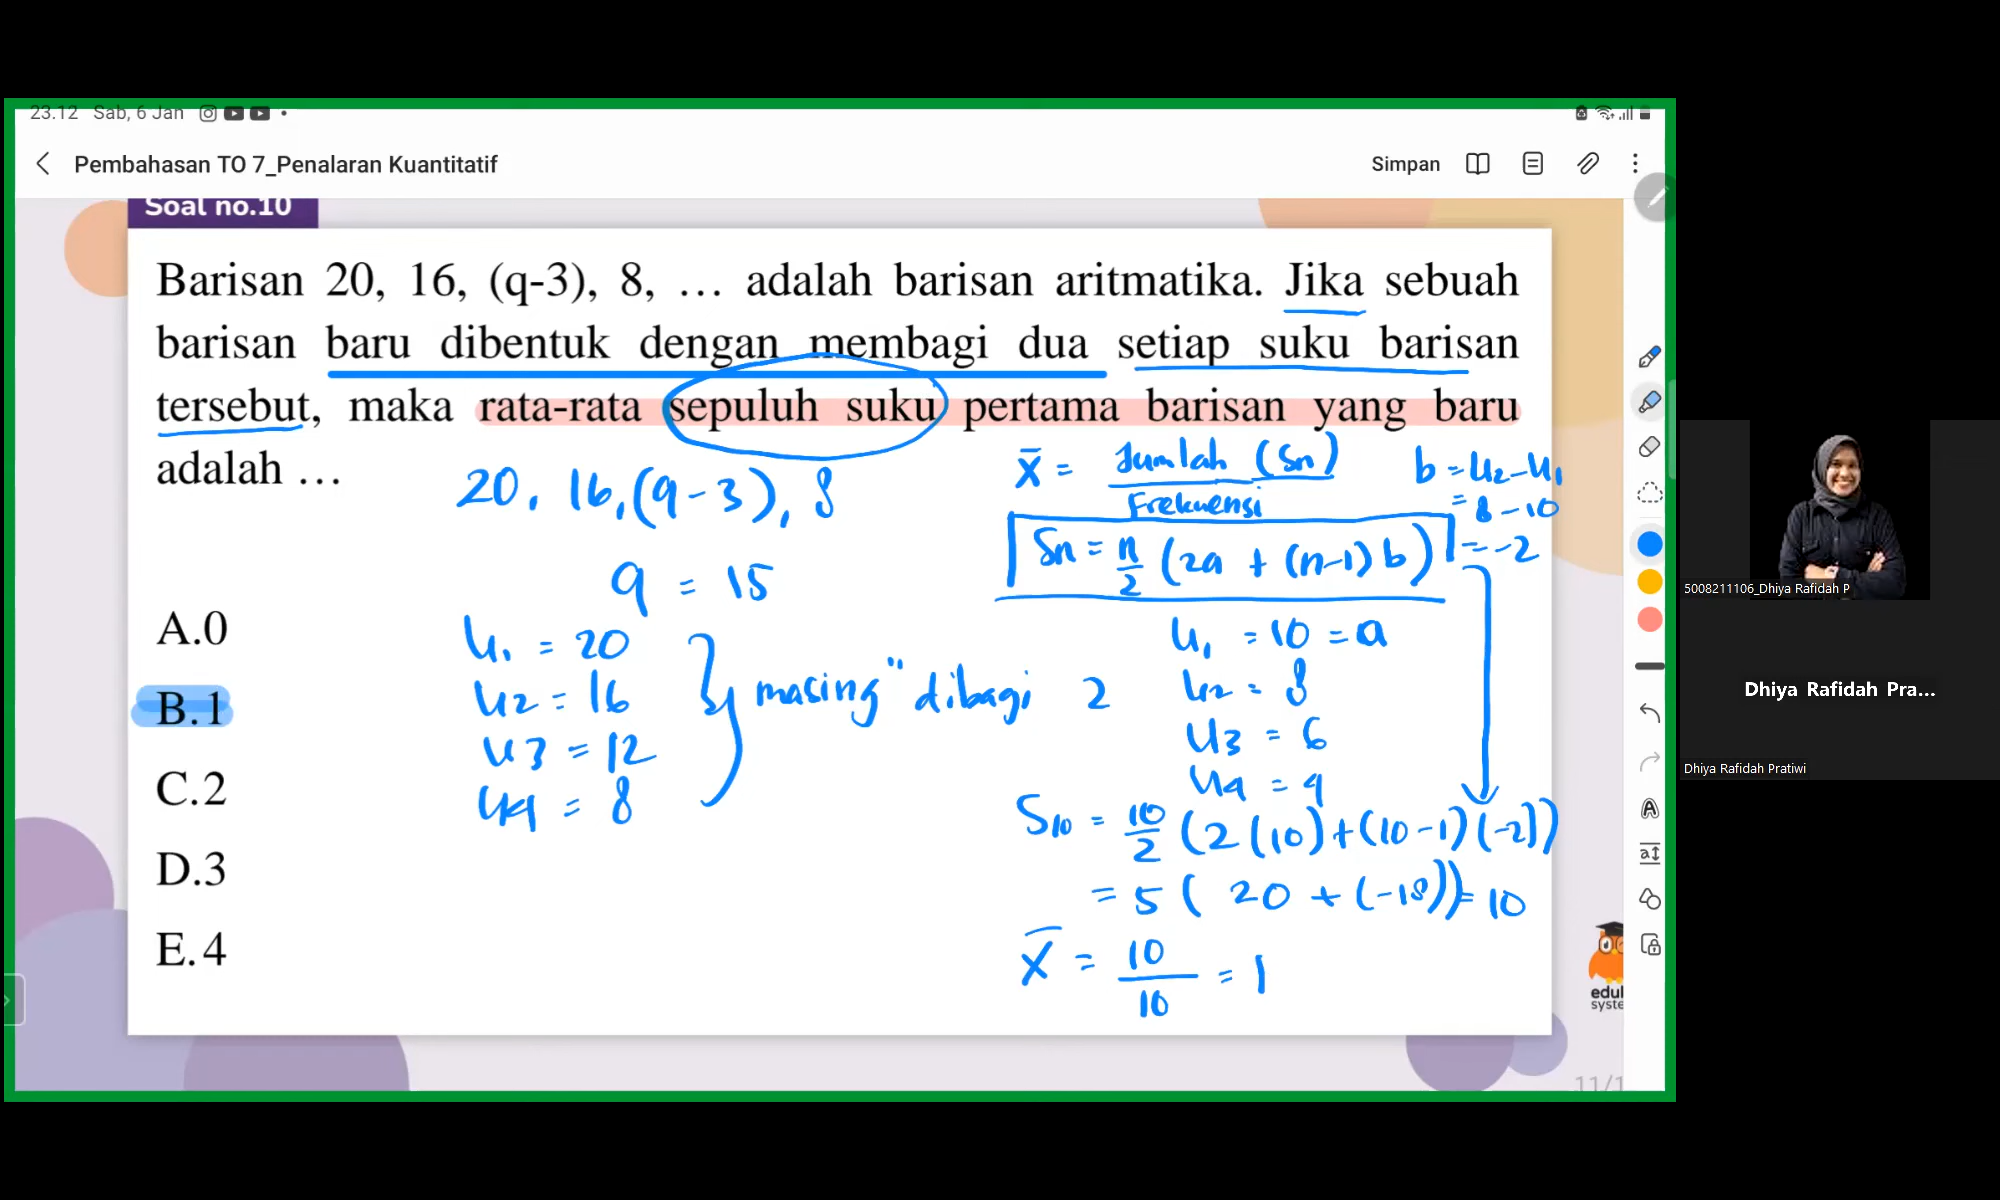 23.12 Sab, 6 Jan
Pembahasan TO 7_Penalaran Kuantitatif
Simpan
Soal no.10
Barisan 20, 16, (q-3), 8, … adalah barisan aritmatika. Jika sebuah
barisan baru dibentuk dengan membagi dua setiap suku barisan
tersebut, maka rata-rata sepuluh suku pertama barisan yang baru
adalah …
A.0
B.1
C.2
D.3
E.4
20, 16, (q-3), 8
q = 15
U1 = 20
U2 = 16
U3 = 12
U4 = 8
masing" dibagi 2
x̄ = Jumlah (Sn) / Frekuensi
b = U2 - U1
= 8 - 10
= -2
Sn = n/2 (2a + (n-1) b)
U1 = 10 = a
U2 = 8
U3 = 6
U4 = 4
S10 = 10/2 (2(10)+(10-1)(-2))
= 5 ( 20 + (-18)) = 10
x̄ = 10/10 = 1
edul
syste
11/1
5008211106_Dhiya Rafidah P
Dhiya Rafidah Pra...
Dhiya Rafidah Pratiwi